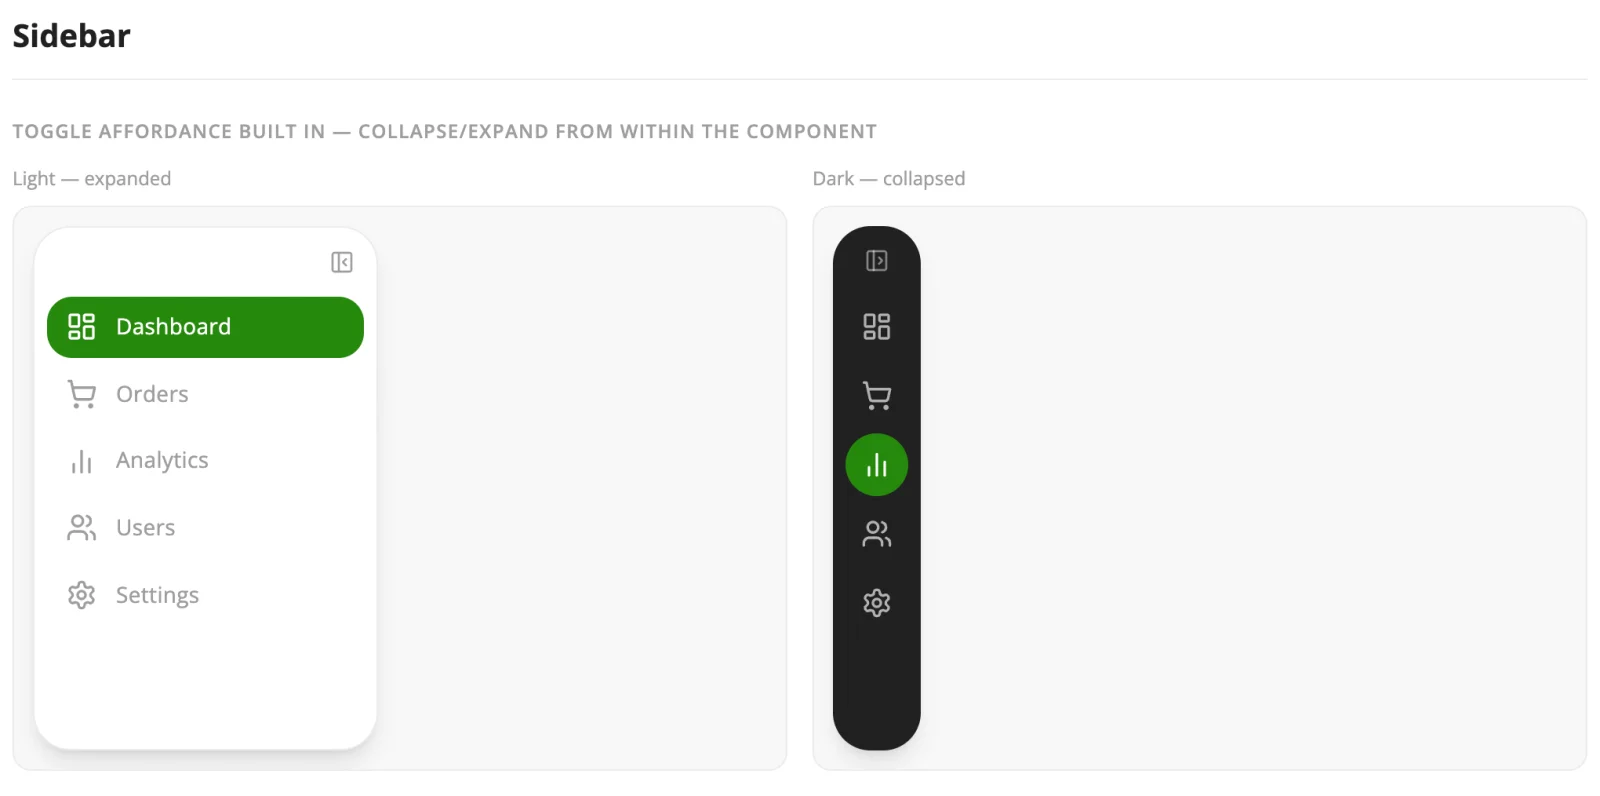 Sidebar
TOGGLE AFFORDANCE BUILT IN — COLLAPSE/EXPAND FROM WITHIN THE COMPONENT
Light — expanded
Dashboard
Orders
Analytics
Users
Settings
Dark — collapsed